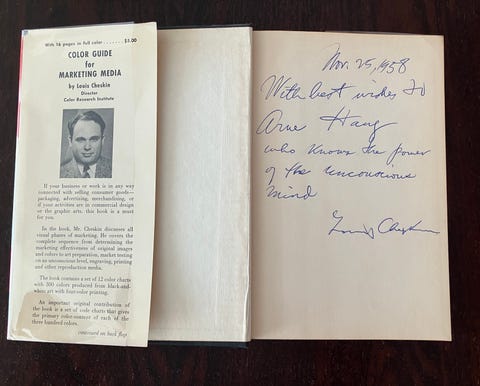 With 16 pages in full color . . . . . . . $5.00
COLOR GUIDE
for
MARKETING MEDIA
by Louis Cheskin
Director
Color Research Institute
If your business or work is in any way
connected with selling consumer goods—
packaging, advertising, merchandising, or
if your activities are in commercial design
or the graphic arts, this book is a must
for you.
In the book, Mr. Cheskin discusses all
visual phases of marketing. He covers the
complete sequence from determining the
marketing effectiveness of original images
and colors to art preparation, market testing
on an unconscious level, engraving, printing
and other reproduction media.
The book contains a set of 12 color charts
with 300 colors produced from black-and-
white art with four-color printing.
An important original contribution of
the book is a set of code charts that gives
the primary color-content of each of the
three hundred colors.
continued on back flap
Nov. 25, 1958
With best wishes to
Arne Haug
who knows the power
of the unconscious
mind
Louis Cheskin